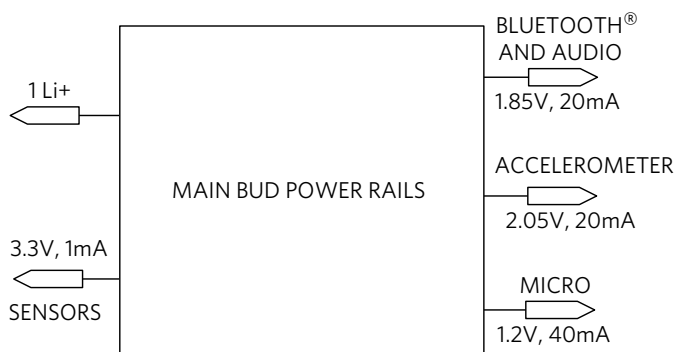 1 Li+
3.3V, 1mA
SENSORS
MAIN BUD POWER RAILS
BLUETOOTH®
AND AUDIO
1.85V, 20mA
ACCELEROMETER
2.05V, 20mA
MICRO
1.2V, 40mA